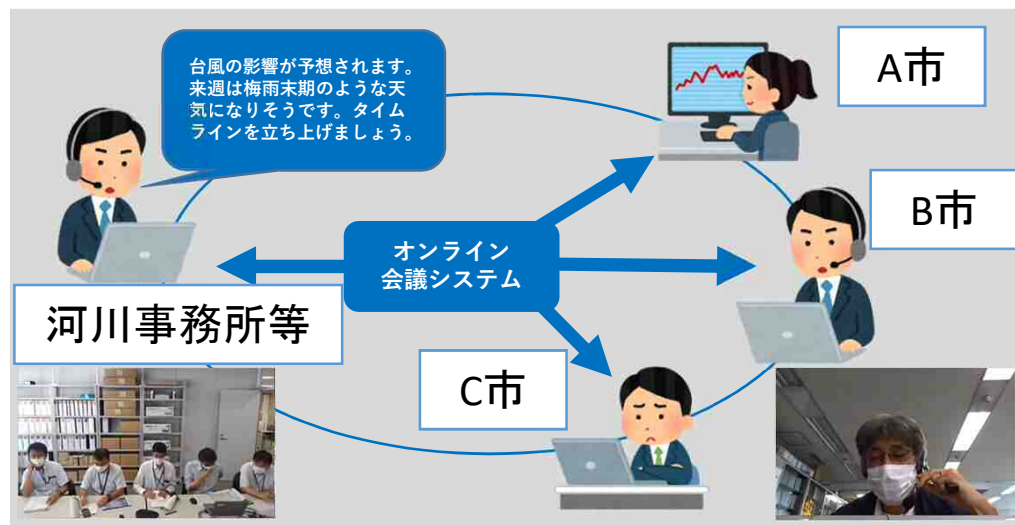 台風の影響が予想されます。
来週は梅雨末期のような天
気になりそうです。タイム
ラインを立ち上げましょう。
A市
B市
オンライン
会議システム
河川事務所等
C市